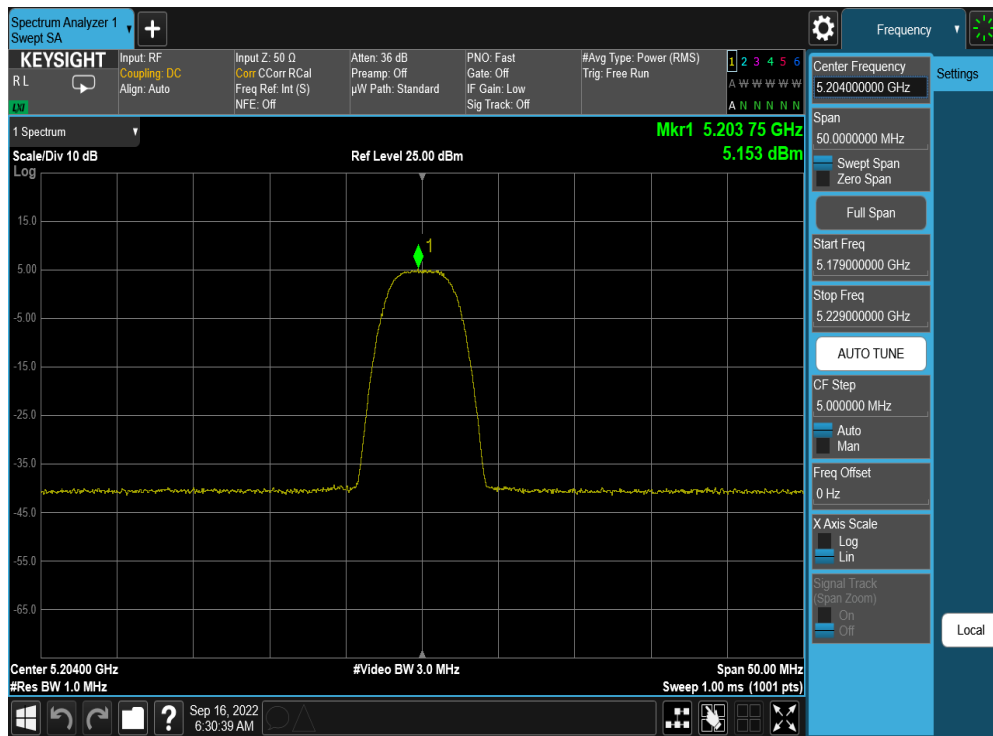 Spectrum Analyzer 1
Swept SA
+
Frequency
KEYSIGHT
R L
LXI
Input: RF
Coupling: DC
Align: Auto
Input Z: 50 Ω
Corr CCorr RCal
Freq Ref: Int (S)
NFE: Off
Atten: 36 dB
Preamp: Off
µW Path: Standard
PNO: Fast
Gate: Off
IF Gain: Low
Sig Track: Off
#Avg Type: Power (RMS)
Trig: Free Run
1 2 3 4 5 6
A W W W W W
A N N N N N
1 Spectrum
Scale/Div 10 dB
Log
Ref Level 25.00 dBm
Mkr1 5.203 75 GHz
5.153 dBm
15.0
5.00
-5.00
-15.0
-25.0
-35.0
-45.0
-55.0
-65.0
1
Center 5.20400 GHz
#Res BW 1.0 MHz
#Video BW 3.0 MHz
Span 50.00 MHz
Sweep 1.00 ms (1001 pts)
Center Frequency
5.204000000 GHz
Span
50.0000000 MHz
Swept Span
Zero Span
Full Span
Start Freq
5.179000000 GHz
Stop Freq
5.229000000 GHz
AUTO TUNE
CF Step
5.000000 MHz
Auto
Man
Freq Offset
0 Hz
X Axis Scale
Log
Lin
Signal Track
(Span Zoom)
On
Off
Settings
Local
?
Sep 16, 2022
6:30:39 AM